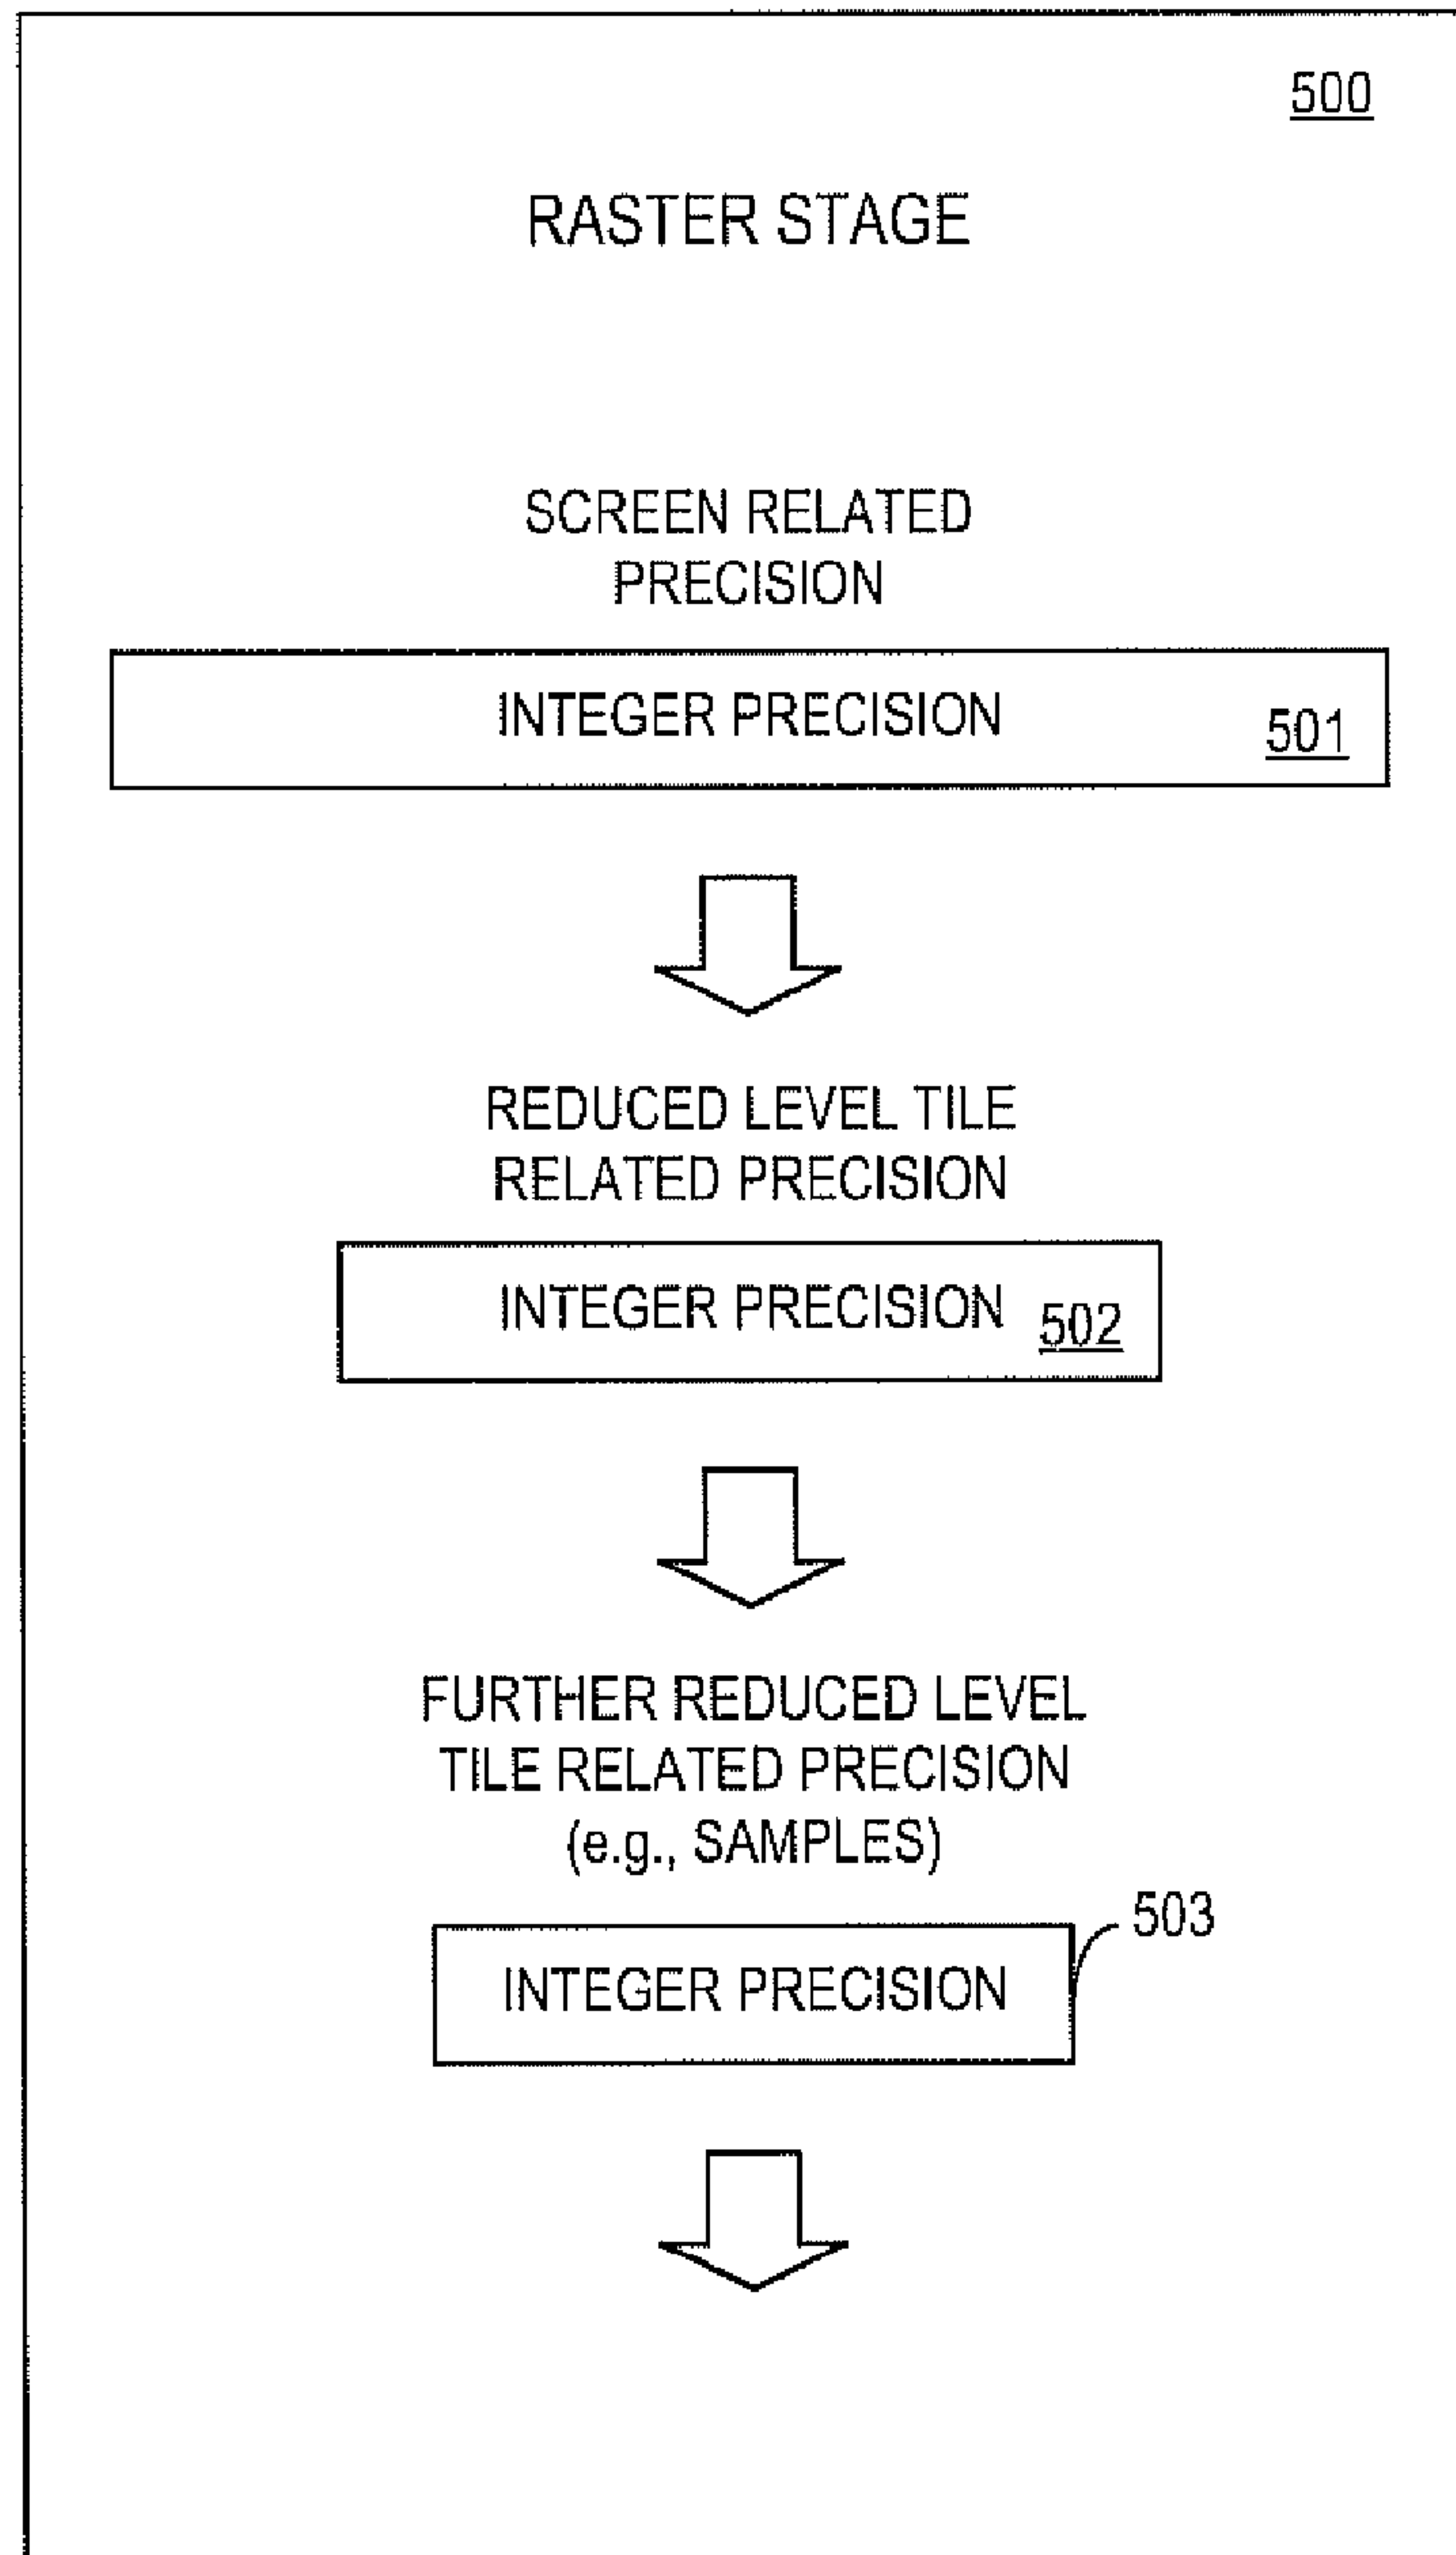 500
RASTER STAGE
SCREEN RELATED
PRECISION
INTEGER PRECISION
501
REDUCED LEVEL TILE
RELATED PRECISION
INTEGER PRECISION
502
FURTHER REDUCED LEVEL
TILE RELATED PRECISION
(e.g., SAMPLES)
503
INTEGER PRECISION